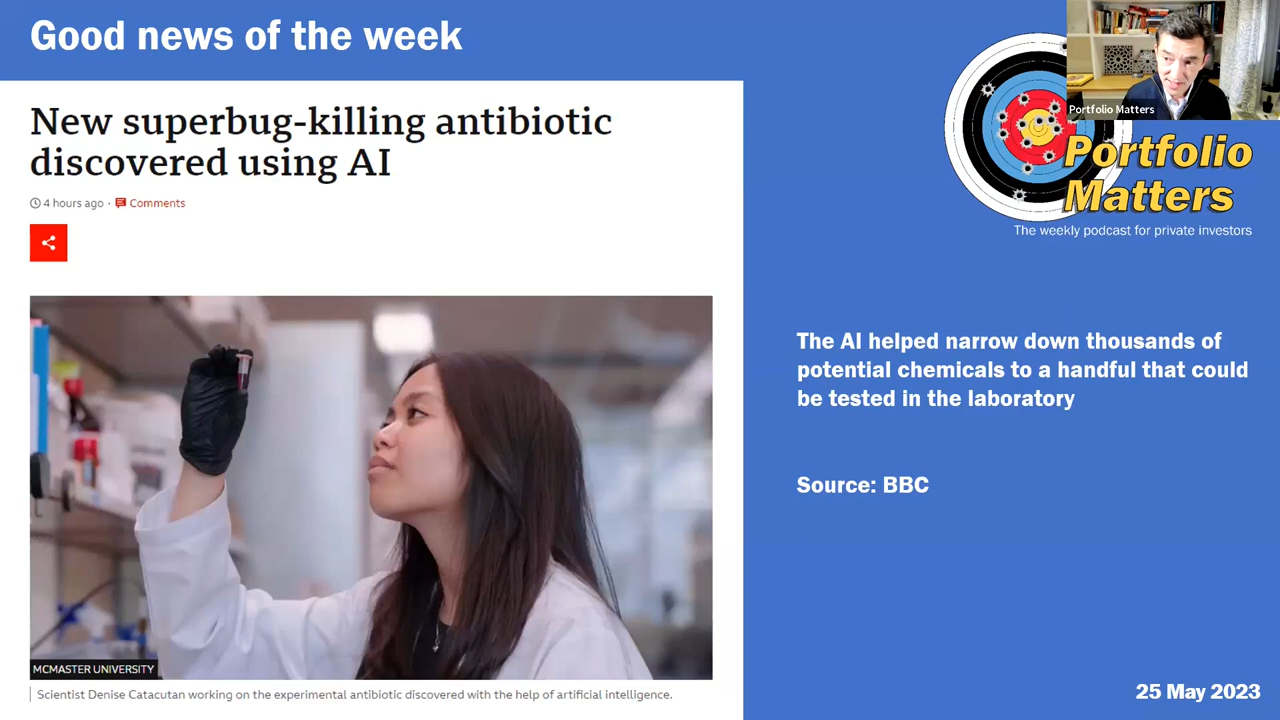 Good news of the week
New superbug-killing antibiotic
discovered using AI
4 hours ago · Comments
MCMASTER UNIVERSITY
Scientist Denise Catacutan working on the experimental antibiotic discovered with the help of artificial intelligence.
Portfolio Matters
Portfolio
Matters
The weekly podcast for private investors
The AI helped narrow down thousands of
potential chemicals to a handful that could
be tested in the laboratory
Source: BBC
25 May 2023